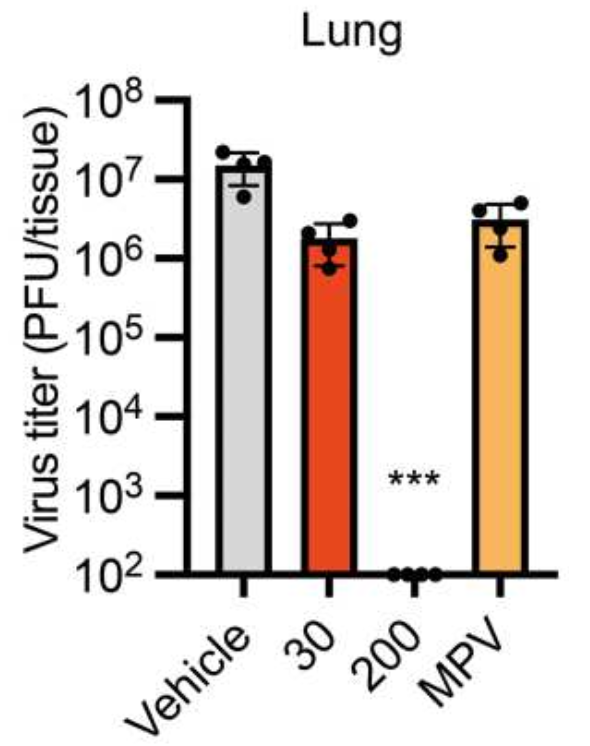 Lung
Virus titer (PFU/tissue)
10⁸
10⁷
10⁶
10⁵
10⁴
10³
10²
***
Vehicle
30
200
MPV